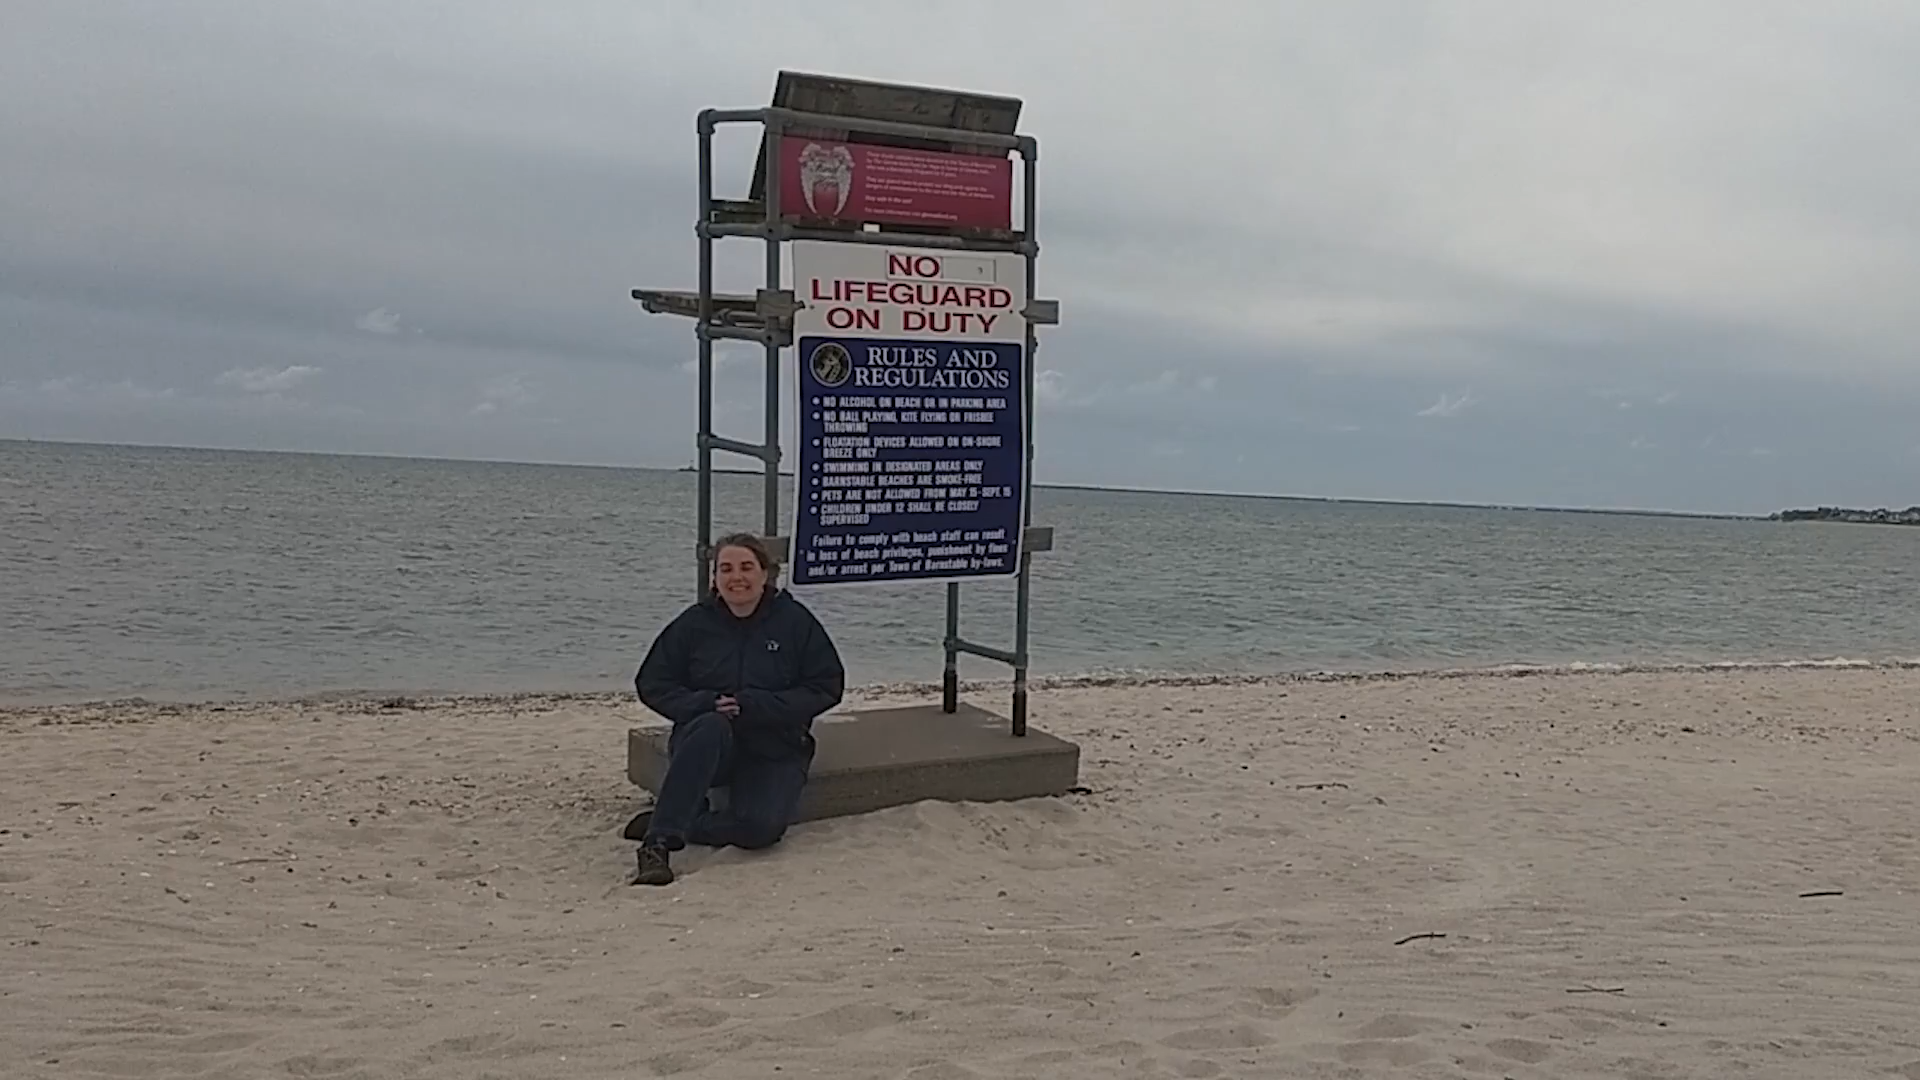 NO
LIFEGUARD
ON DUTY
RULES AND
REGULATIONS
• NO ALCOHOL ON BEACH OR IN PARKING AREA
• NO BALL PLAYING, KITE FLYING OR FRISBEE
THROWING
• FLOATATION DEVICES ALLOWED ON ON-SHORE
BREEZE ONLY
• SWIMMING IN DESIGNATED AREAS ONLY
• BARNSTABLE BEACHES ARE SMOKE-FREE
• PETS ARE NOT ALLOWED FROM MAY 15-SEPT. 15
• CHILDREN UNDER 12 SHALL BE CLOSELY
SUPERVISED
Failure to comply with beach staff can result
in loss of beach privileges, punishment by fines
and/or arrest per Town of Barnstable by-laws.